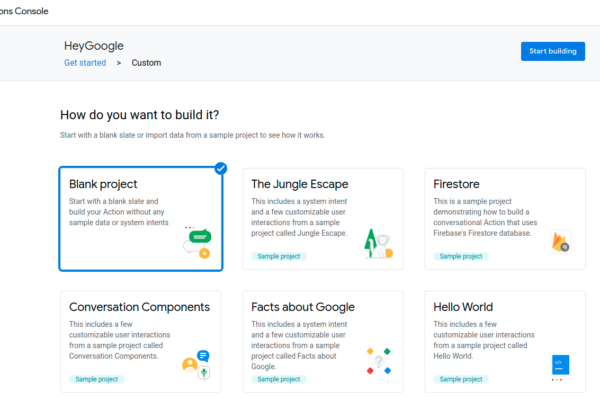 ons Console
HeyGoogle
Get started > Custom
Start building
How do you want to build it?
Start with a blank slate or import data from a sample project to see how it works.
Blank project
Start with a blank slate and
build your Action without any
sample data or system intents
The Jungle Escape
This includes a system intent
and a few customizable user
interactions from a sample
project called Jungle Escape.
Sample project
Firestore
This is a sample project
demonstrating how to build a
conversational Action that uses
Firebase's Firestore database.
Sample project
Conversation Components
This includes a few
customizable user interactions
from a sample project called
Conversation Components.
Sample project
Facts about Google
This includes a system intent
and a few customizable user
interactions from a sample
project called Facts about
Google.
Sample project
Hello World
This includes a few
customizable user interactions
from a sample project called
Hello World.
Sample project